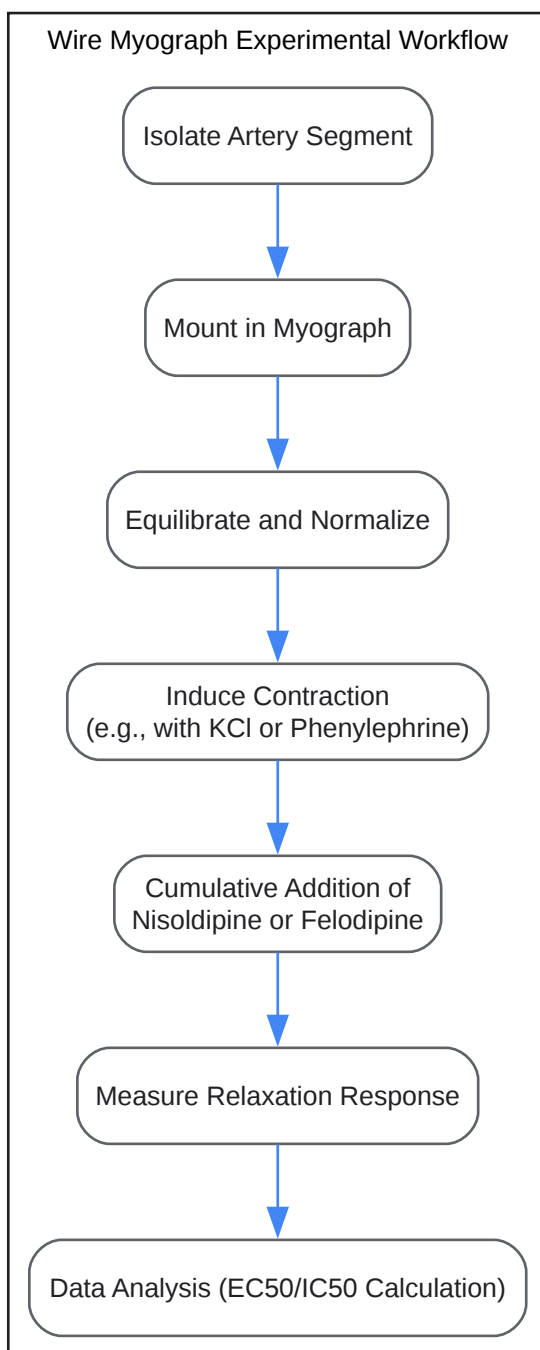 Wire Myograph Experimental Workflow
Isolate Artery Segment
Mount in Myograph
Equilibrate and Normalize
Induce Contraction
(e.g., with KCl or Phenylephrine)
Cumulative Addition of
Nisoldipine or Felodipine
Measure Relaxation Response
Data Analysis (EC50/IC50 Calculation)